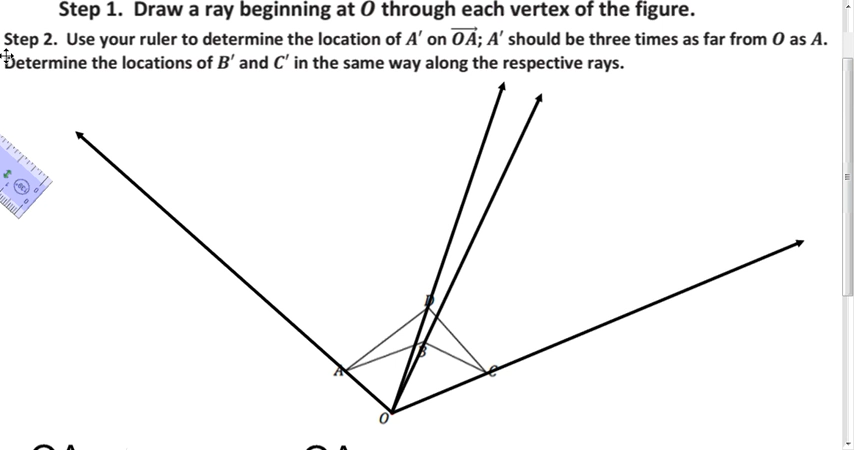 Step 1. Draw a ray beginning at O through each vertex of the figure.
Step 2. Use your ruler to determine the location of A′ on OA; A′ should be three times as far from O as A.
Determine the locations of B′ and C′ in the same way along the respective rays.
D
B
A
C
O